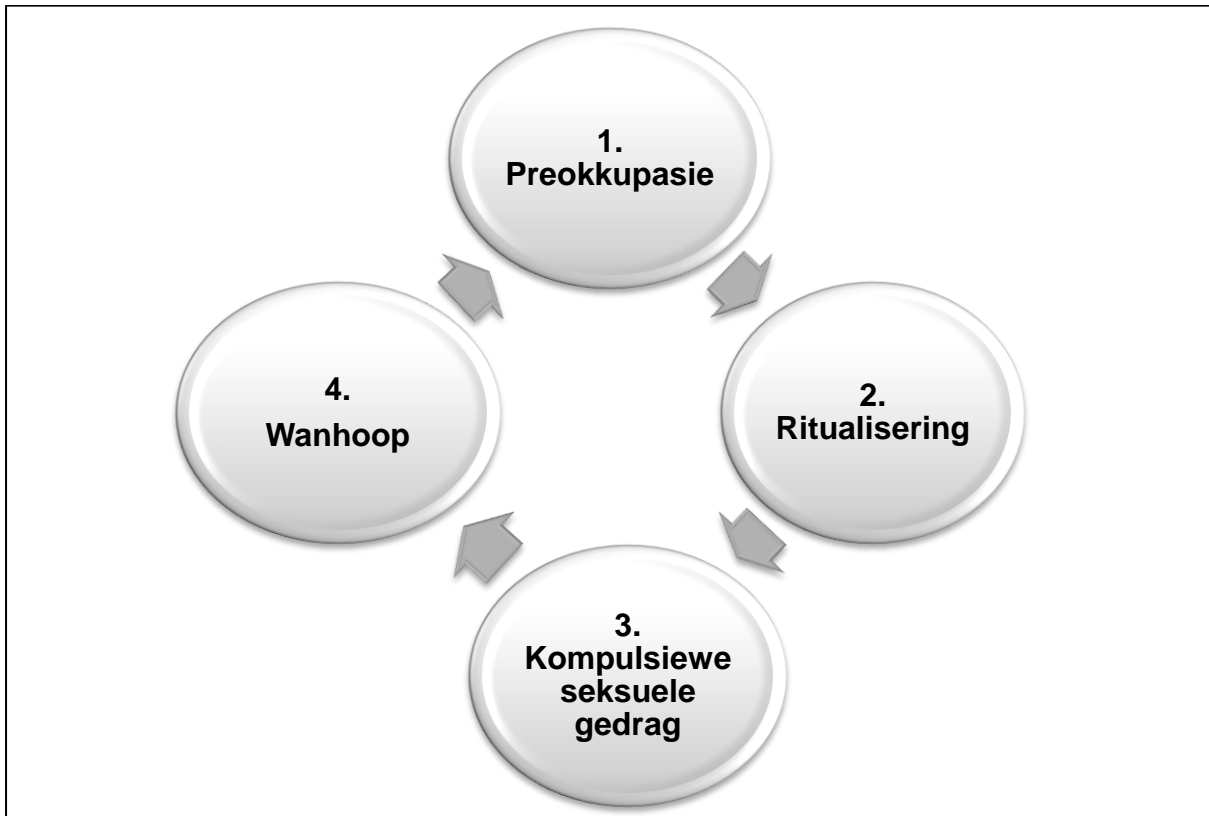 1.
Preokkupasie
2.
Ritualisering
3.
Kompulsiewe
seksuele
gedrag
4.
Wanhoop